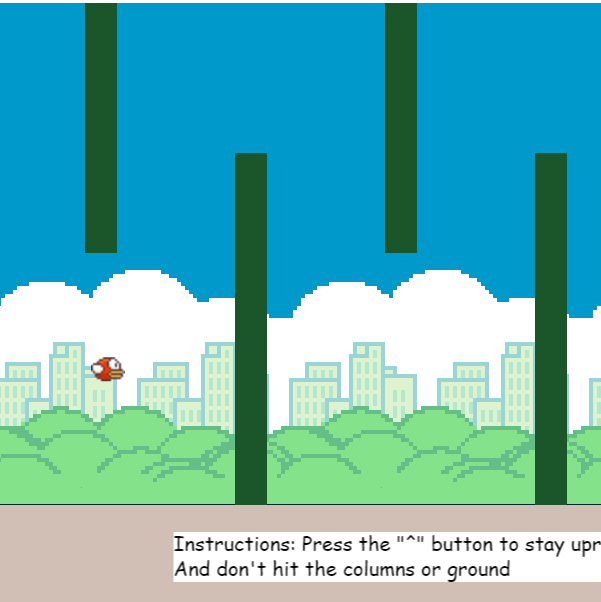 Instructions: Press the "^" button to stay upr
And don't hit the columns or ground